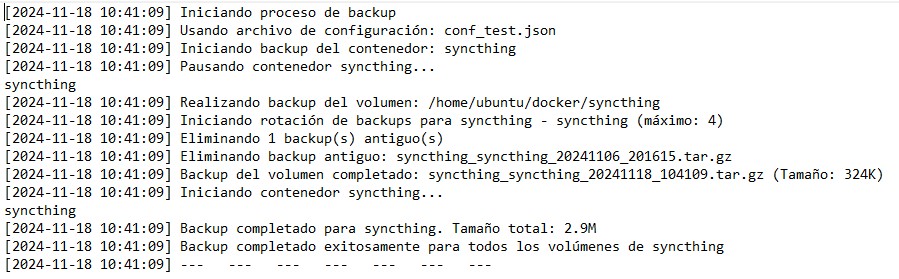 [2024-11-18 10:41:09] Iniciando proceso de backup
[2024-11-18 10:41:09] Usando archivo de configuración: conf_test.json
[2024-11-18 10:41:09] Iniciando backup del contenedor: syncthing
[2024-11-18 10:41:09] Pausando contenedor syncthing...
syncthing
[2024-11-18 10:41:09] Realizando backup del volumen: /home/ubuntu/docker/syncthing
[2024-11-18 10:41:09] Iniciando rotación de backups para syncthing - syncthing (máximo: 4)
[2024-11-18 10:41:09] Eliminando 1 backup(s) antiguo(s)
[2024-11-18 10:41:09] Eliminando backup antiguo: syncthing_syncthing_20241106_201615.tar.gz
[2024-11-18 10:41:09] Backup del volumen completado: syncthing_syncthing_20241118_104109.tar.gz (Tamaño: 324K)
[2024-11-18 10:41:09] Iniciando contenedor syncthing...
syncthing
[2024-11-18 10:41:09] Backup completado para syncthing. Tamaño total: 2.9M
[2024-11-18 10:41:09] Backup completado exitosamente para todos los volúmenes de syncthing
[2024-11-18 10:41:09] ---   ---   ---   ---   ---   ---   ---